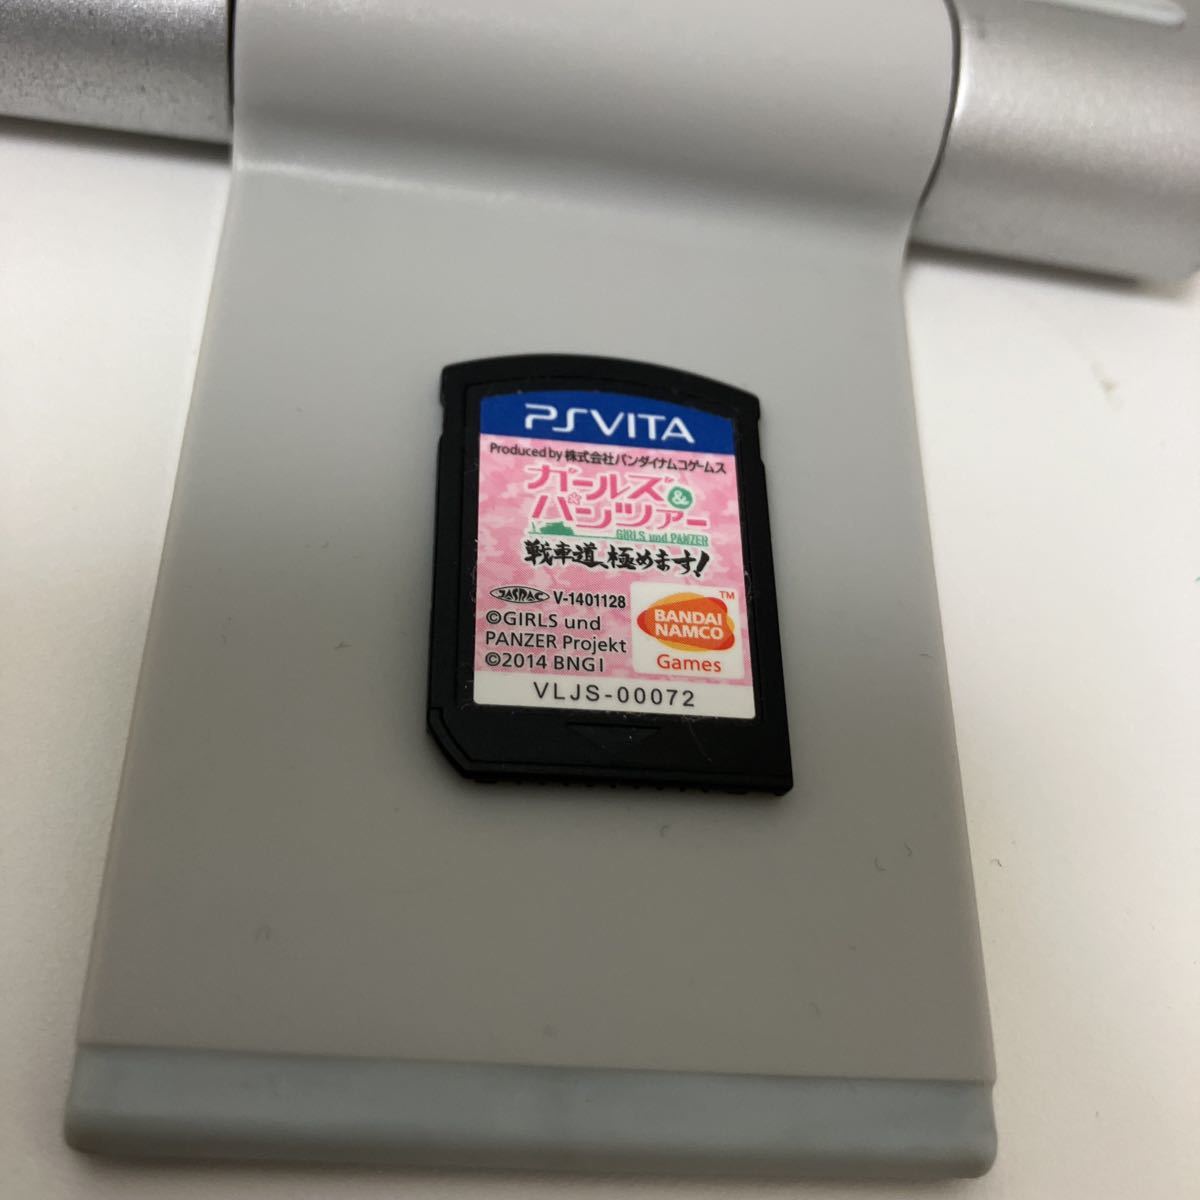 PSVITA
Produced by 株式会社バンダイナムコゲームス
ガールズ&
パンツァー
GIRLS und PANZER
戦車道、極めます!
JASRAC V-1401128
©GIRLS und
PANZER Projekt
©2014 BNGI
BANDAI
NAMCO
TM
Games
VLJS-00072